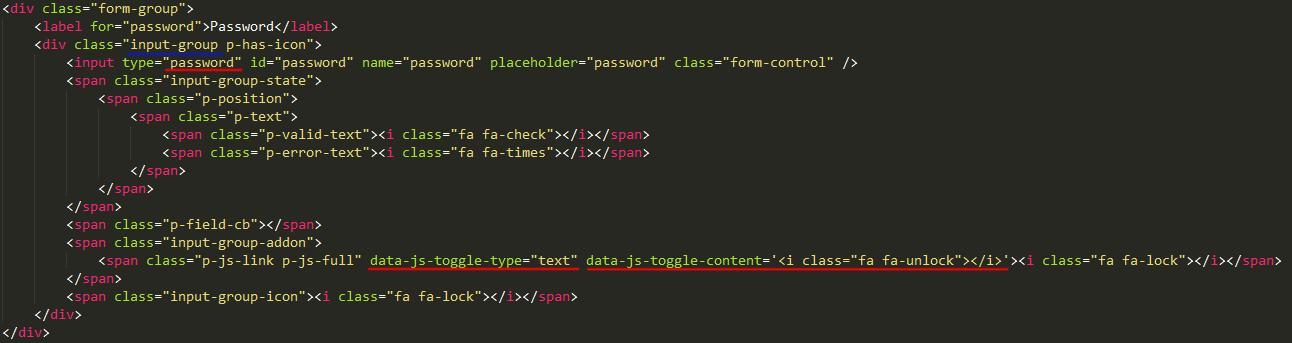 <div class="form-group">
<label for="password">Password</label>
<div class="input-group p-has-icon">
<input type="password" id="password" name="password" placeholder="password" class="form-control" />
<span class="input-group-state">
<span class="p-position">
<span class="p-text">
<span class="p-valid-text"><i class="fa fa-check"></i></span>
<span class="p-error-text"><i class="fa fa-times"></i></span>
</span>
</span>
</span>
<span class="p-field-cb"></span>
<span class="input-group-addon">
<span class="p-js-link p-js-full" data-js-toggle-type="text" data-js-toggle-content='<i class="fa fa-unlock"></i>'><i class="fa fa-lock"></i></span>
</span>
<span class="input-group-icon"><i class="fa fa-lock"></i></span>
</div>
</div>